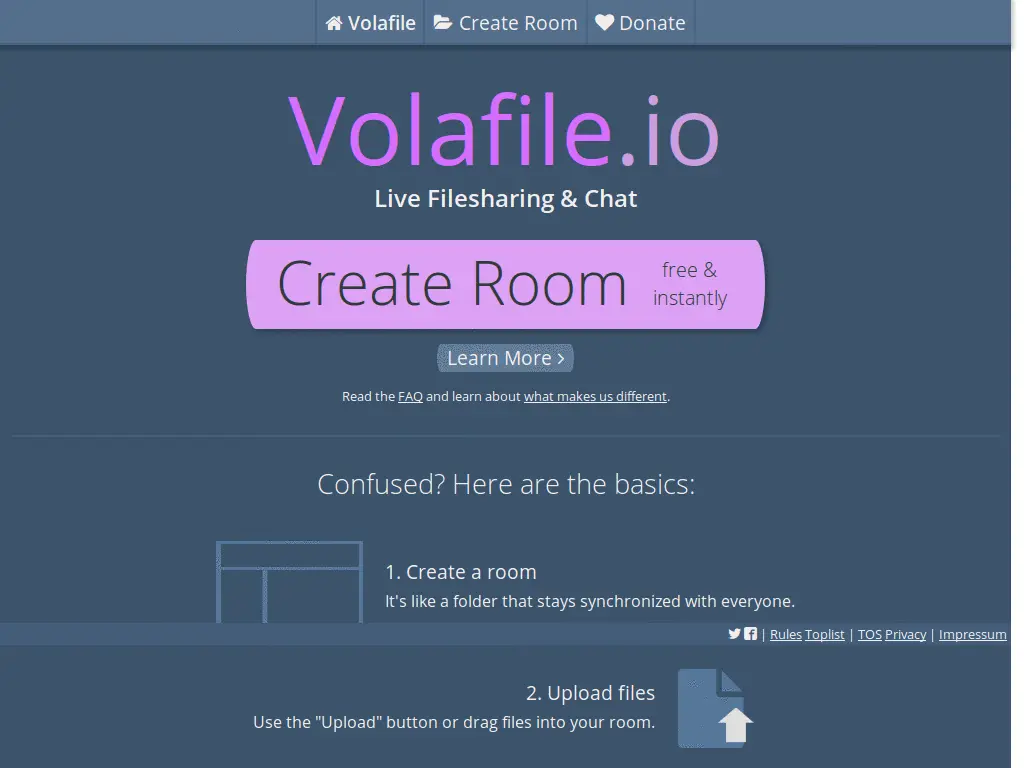 Volafile Create Room Donate
Volafile.io
Live Filesharing & Chat
Create Room free &
instantly
Learn More >
Read the FAQ and learn about what makes us different.
Confused? Here are the basics:
1. Create a room
It's like a folder that stays synchronized with everyone.
| Rules Toplist | TOS Privacy | Impressum
2. Upload files
Use the "Upload" button or drag files into your room.